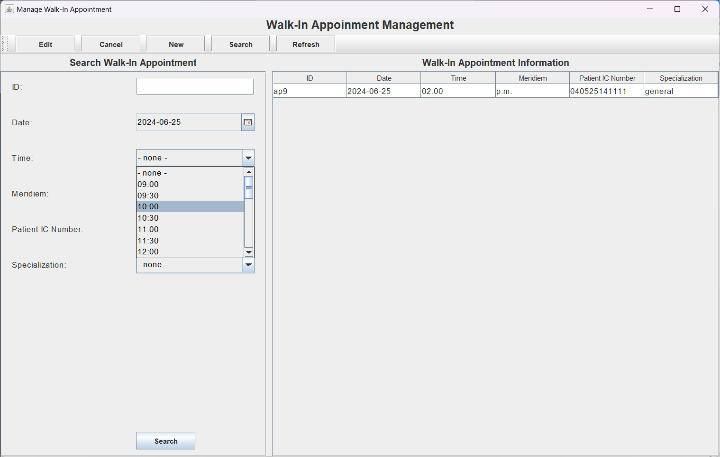 Manage Walk-In Appointment
Walk-In Appoinment Management
Edit Cancel New Search Refresh
Search Walk-In Appointment
ID:
Date: 2024-06-25
Time: - none -
- none -
09.00
09:30
10:00
10:30
11.00
11:30
12:00
Meridiem:
Patient IC Number:
Specialization: none
Search
Walk-In Appointment Information
ID Date Time Meridiem Patient IC Number Specialization
ap9 2024-06-25 02.00 p.m. 040525141111 general